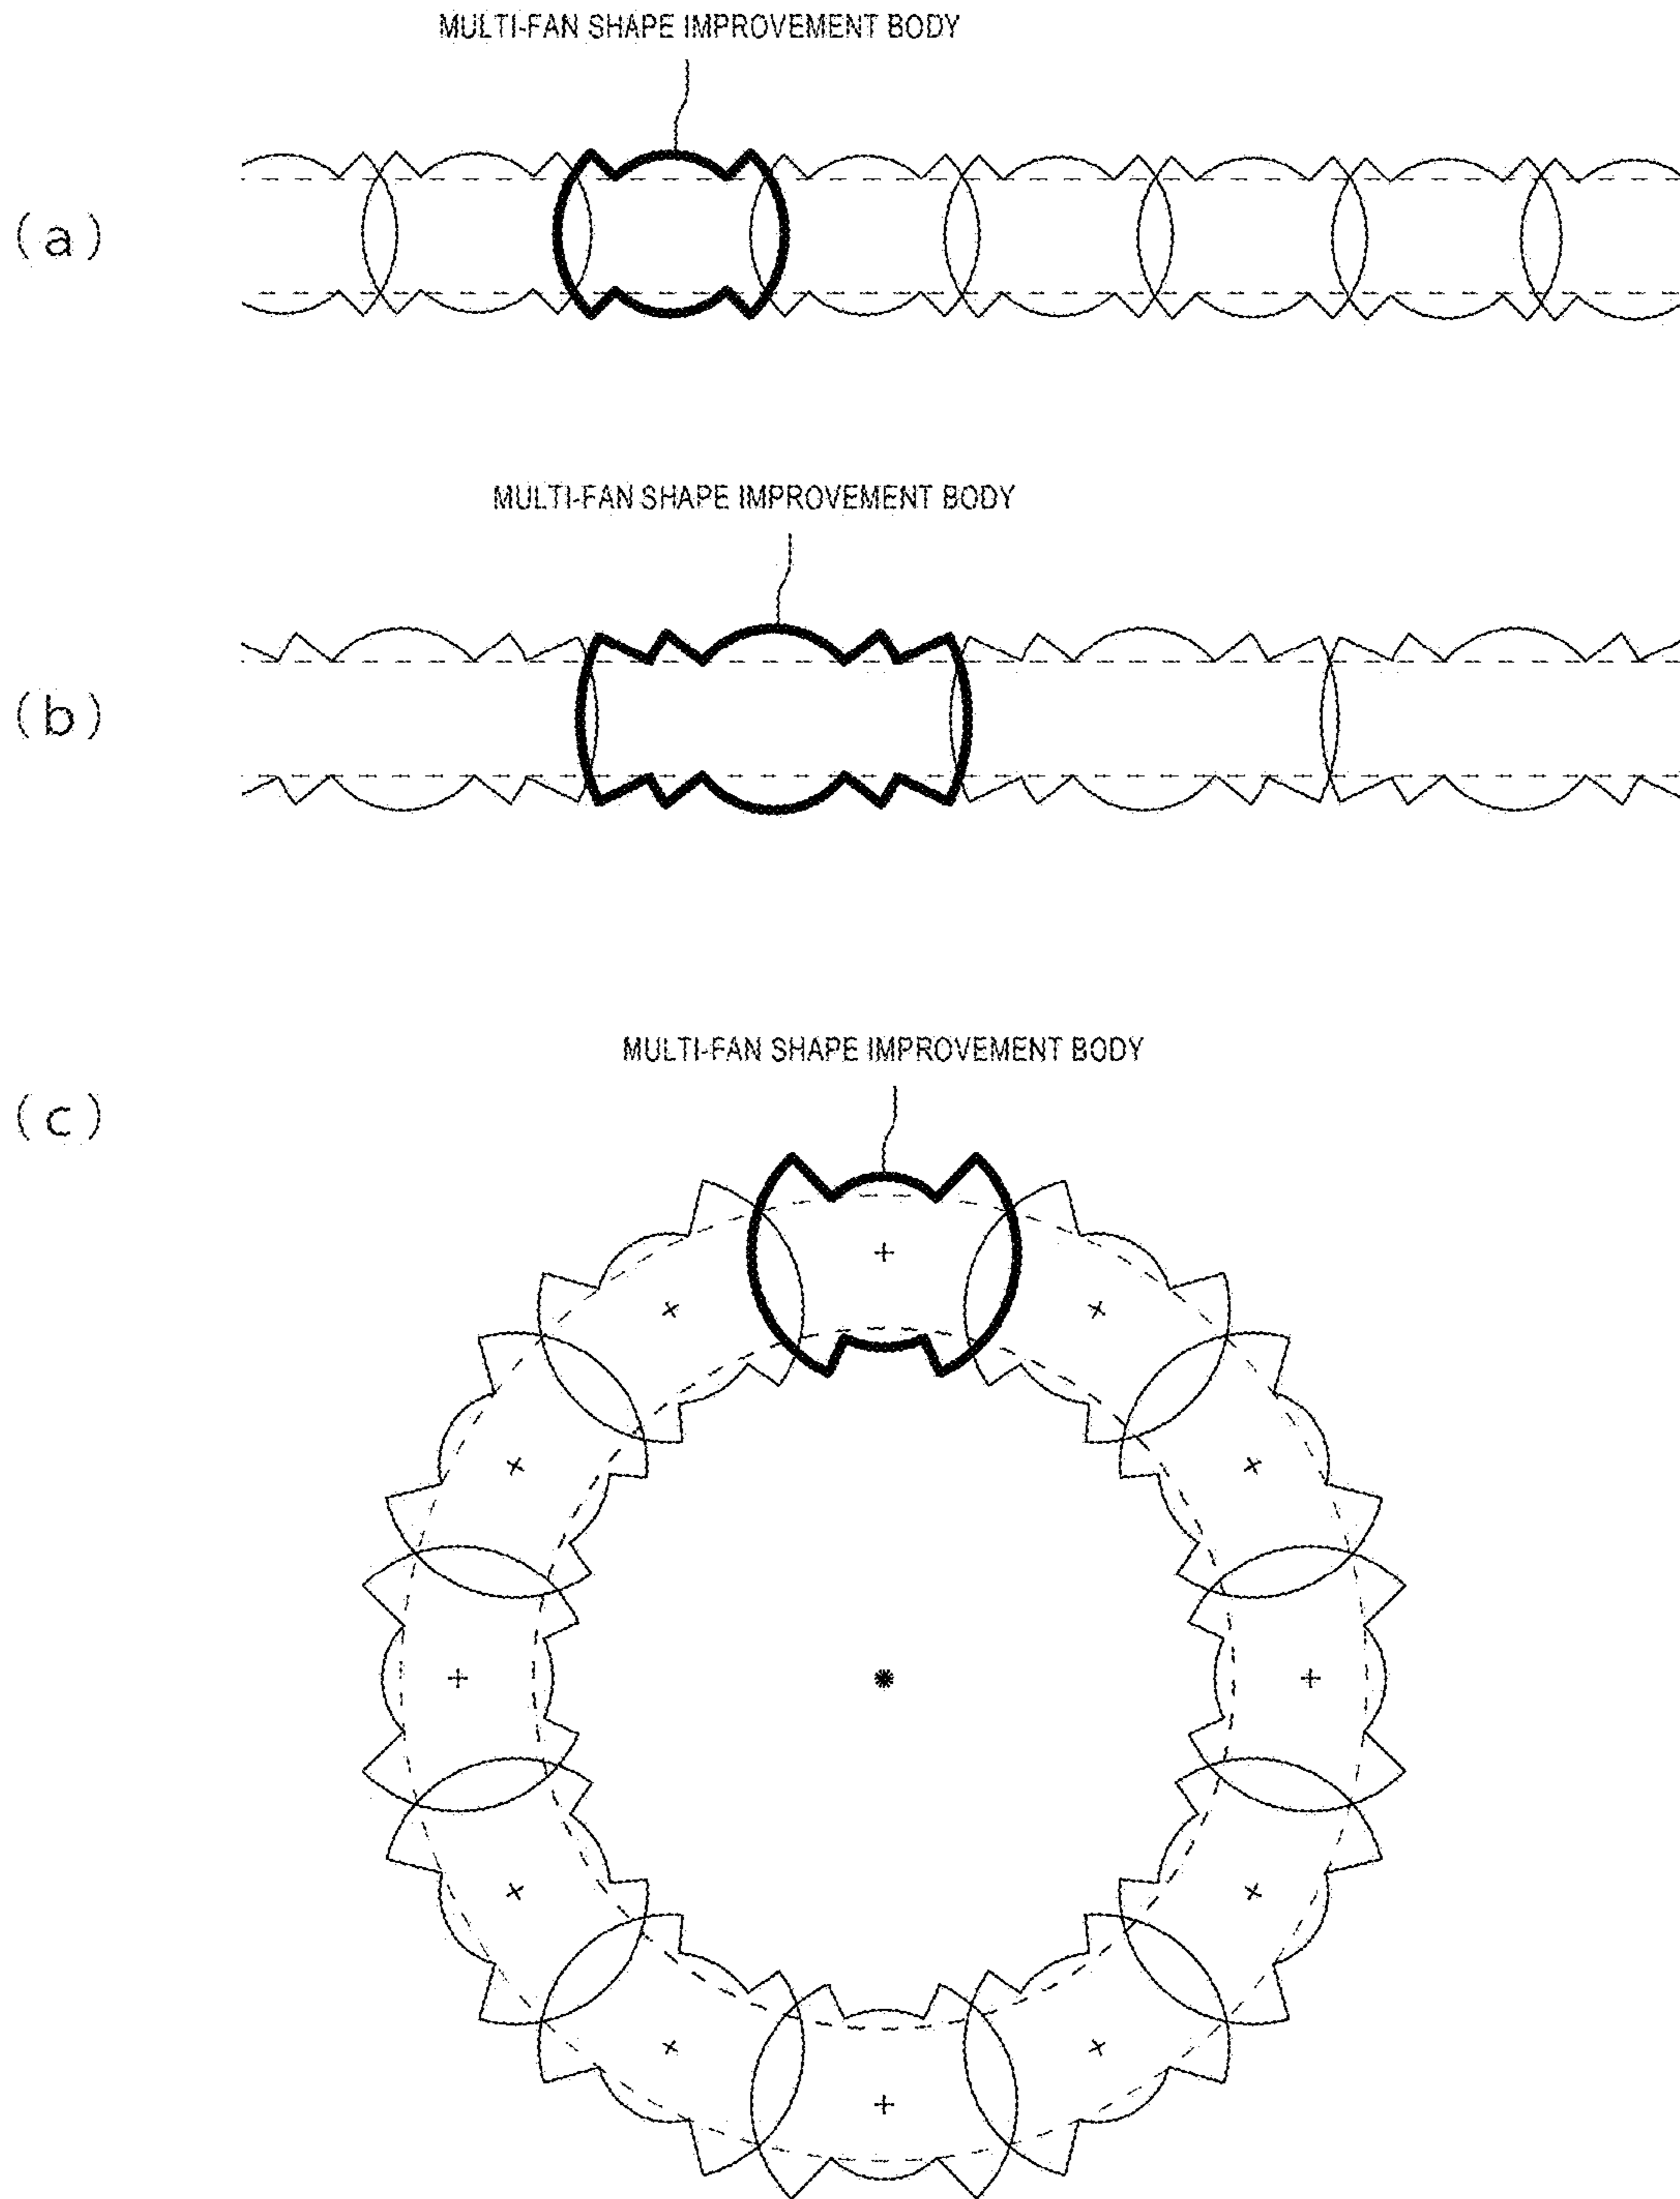 MULTI-FAN SHAPE IMPROVEMENT BODY
(a)
MULTI-FAN SHAPE IMPROVEMENT BODY
(b)
MULTI-FAN SHAPE IMPROVEMENT BODY
(c)